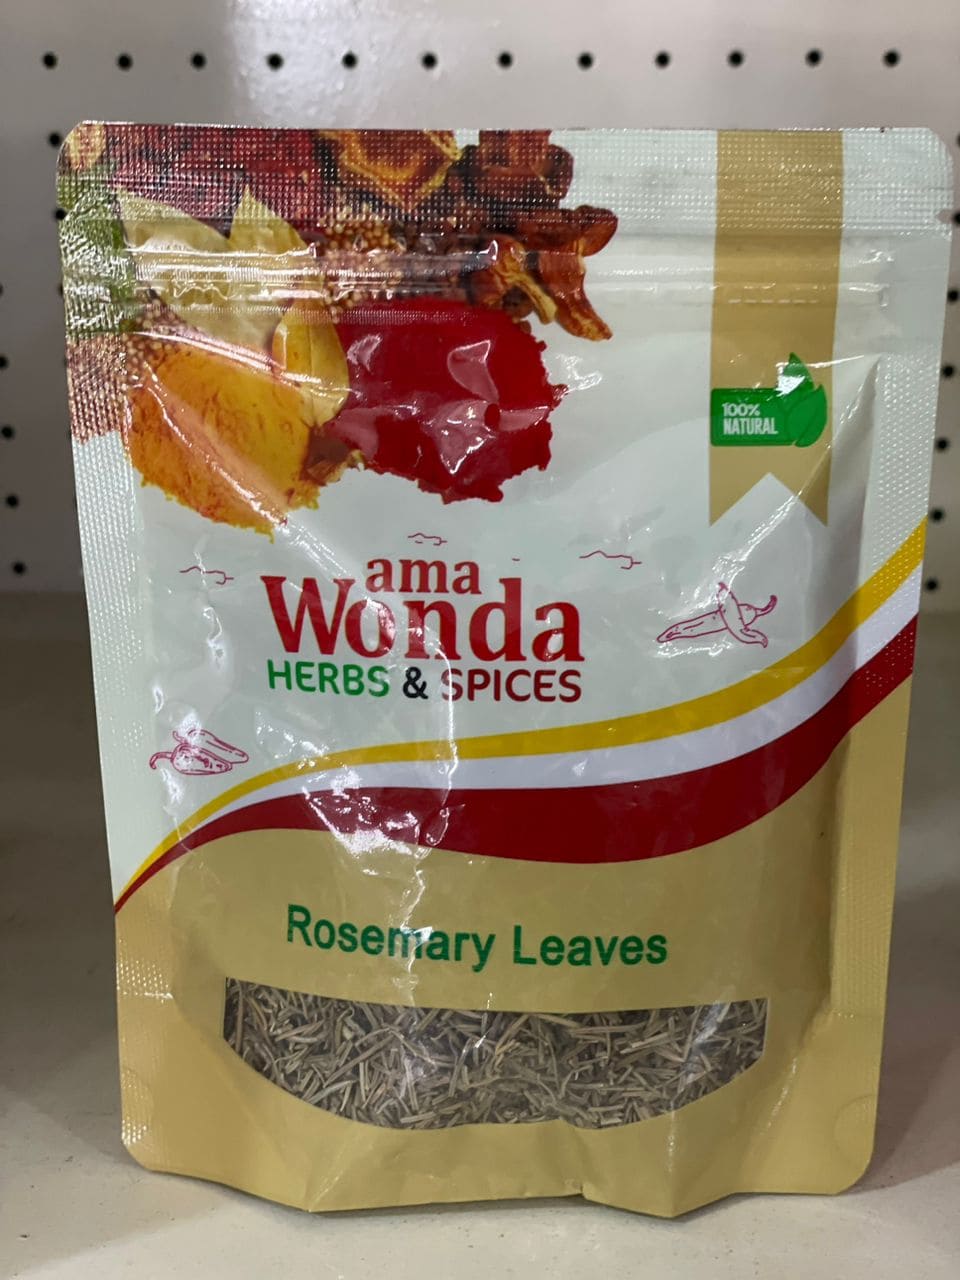 100%
NATURAL
ama
Wonda
HERBS & SPICES
Rosemary Leaves